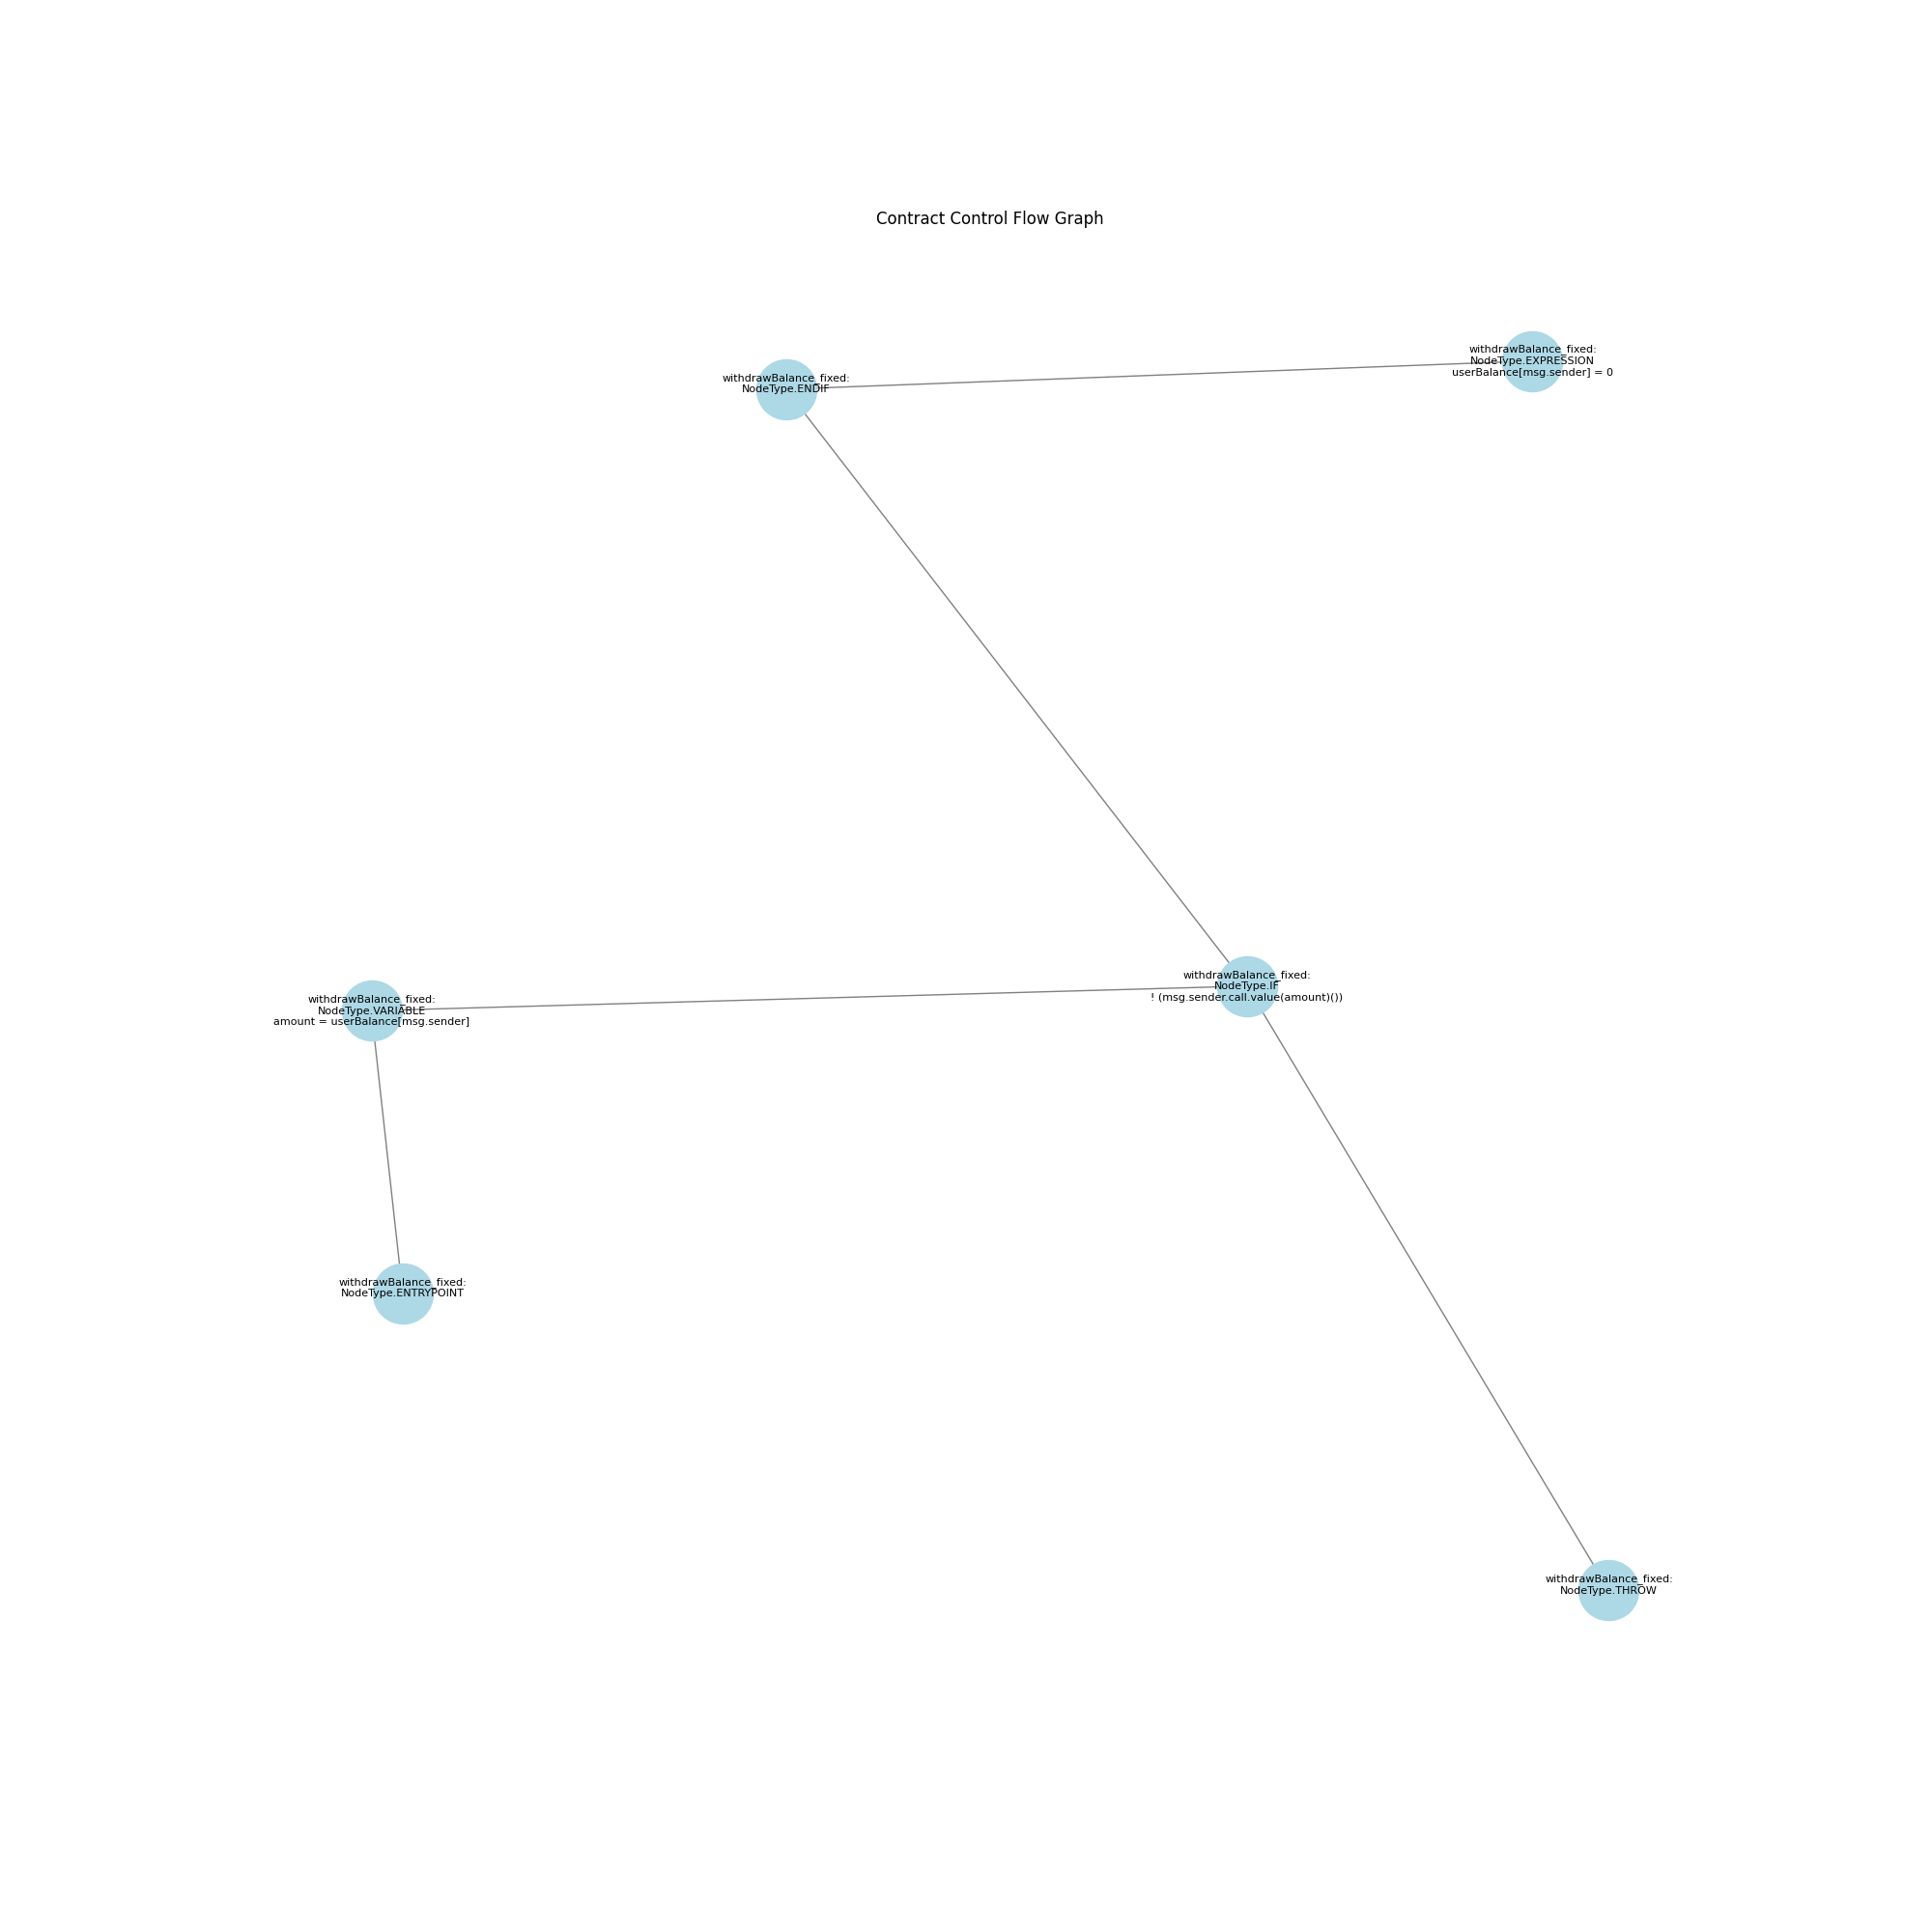 Contract Control Flow Graph
withdrawBalance_fixed:
NodeType.EXPRESSION
userBalance[msg.sender] = 0
withdrawBalance_fixed:
NodeType.ENDIF
withdrawBalance_fixed:
NodeType.IF
! (msg.sender.call.value(amount)())
withdrawBalance_fixed:
NodeType.VARIABLE
amount = userBalance[msg.sender]
withdrawBalance_fixed:
NodeType.ENTRYPOINT
withdrawBalance_fixed:
NodeType.THROW